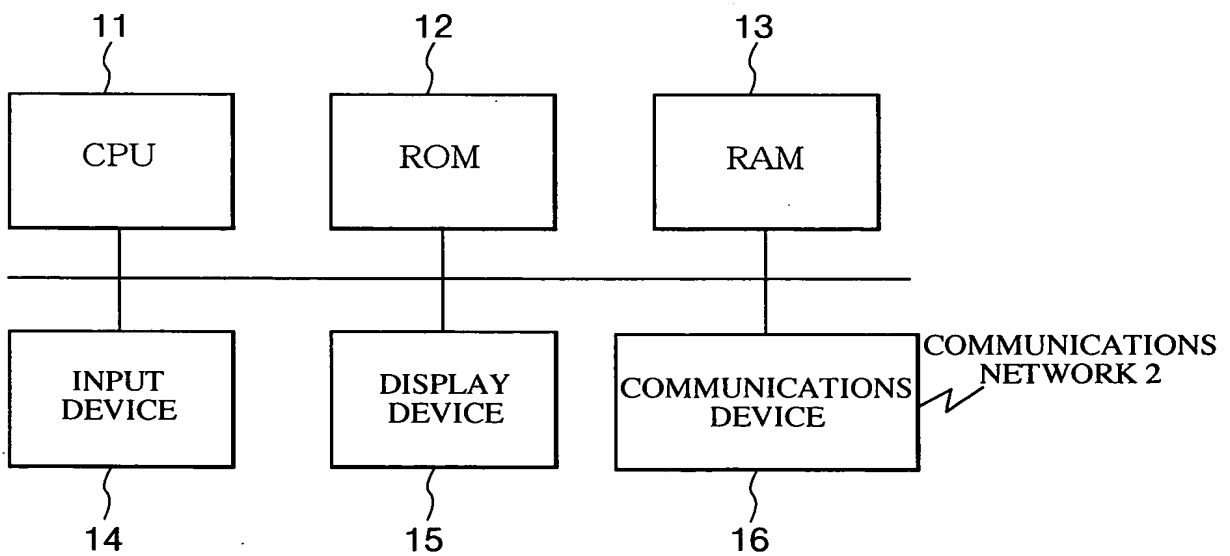 11
12
13
CPU
ROM
RAM
INPUT
DEVICE
DISPLAY
DEVICE
COMMUNICATIONS
DEVICE
COMMUNICATIONS
NETWORK 2
14
15
16